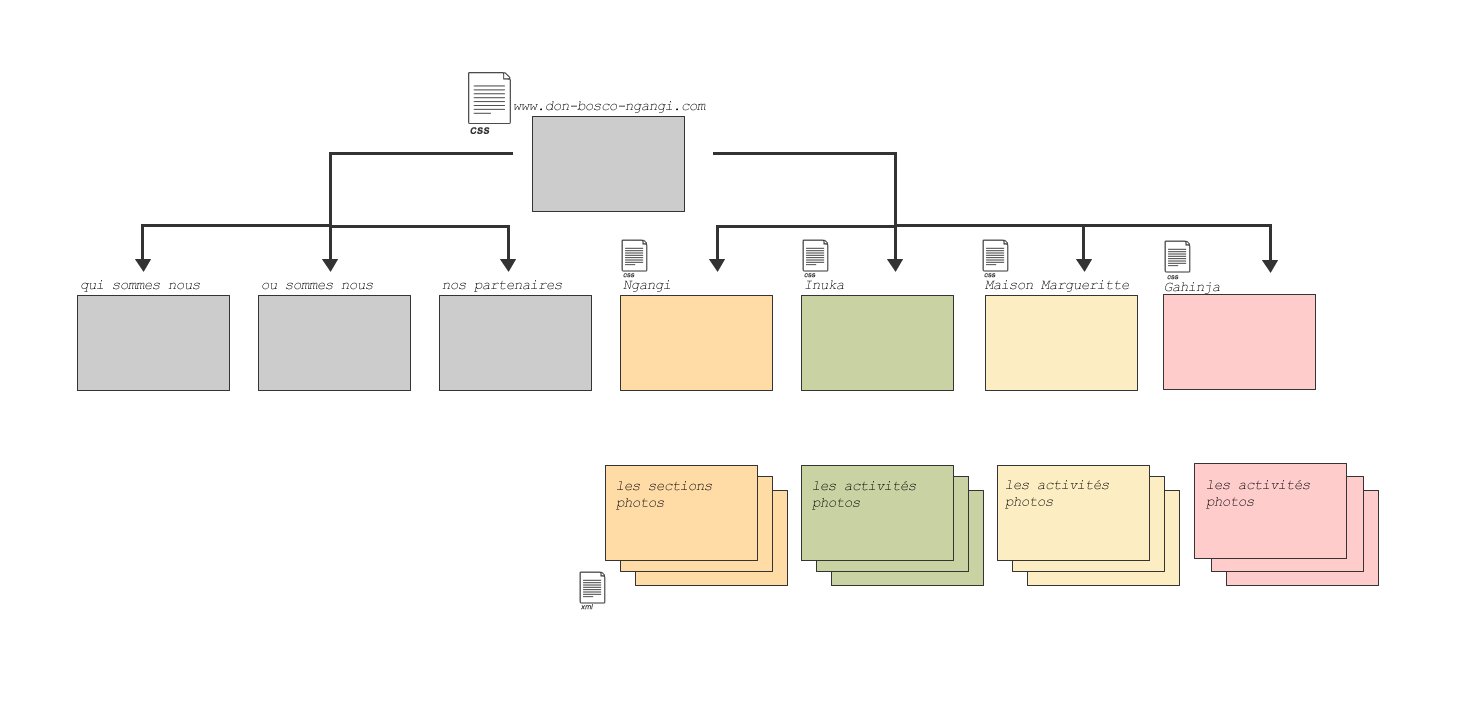 www.don-bosco-ngangi.com
css
css
css
css
css
qui sommes nous
ou sommes nous
nos partenaires
Ngangi
Inuka
Maison Margueritte
Gahinja
les sections
photos
les activités
photos
les activités
photos
les activités
photos
xml